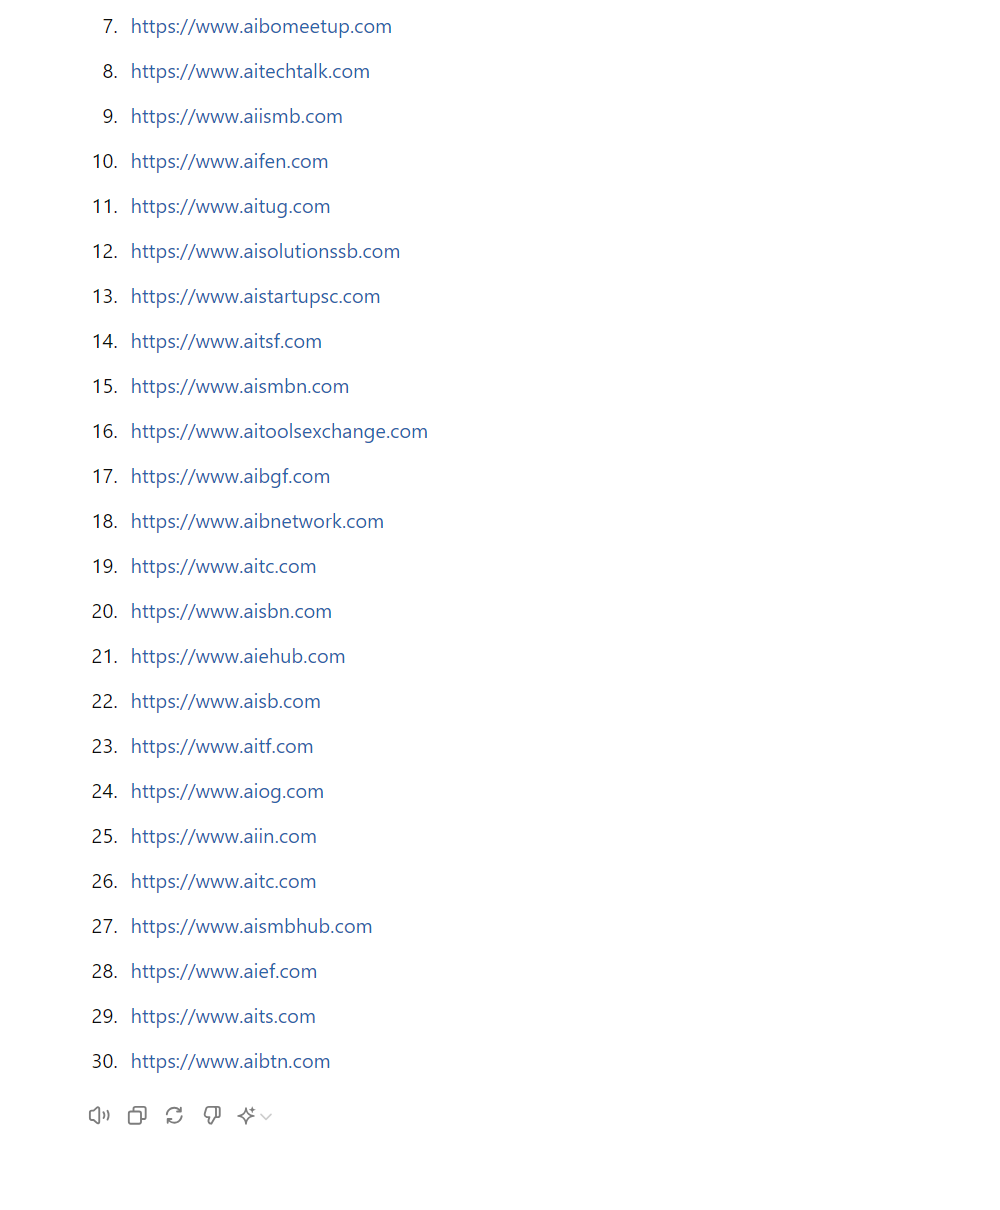 7. https://www.aibomeetup.com
8. https://www.aitechtalk.com
9. https://www.aiismb.com
10. https://www.aifen.com
11. https://www.aitug.com
12. https://www.aisolutionssb.com
13. https://www.aistartupsc.com
14. https://www.aitsf.com
15. https://www.aismbn.com
16. https://www.aitoolsexchange.com
17. https://www.aibgf.com
18. https://www.aibnetwork.com
19. https://www.aitc.com
20. https://www.aisbn.com
21. https://www.aiehub.com
22. https://www.aisb.com
23. https://www.aitf.com
24. https://www.aiog.com
25. https://www.aiin.com
26. https://www.aitc.com
27. https://www.aismbhub.com
28. https://www.aief.com
29. https://www.aits.com
30. https://www.aibtn.com